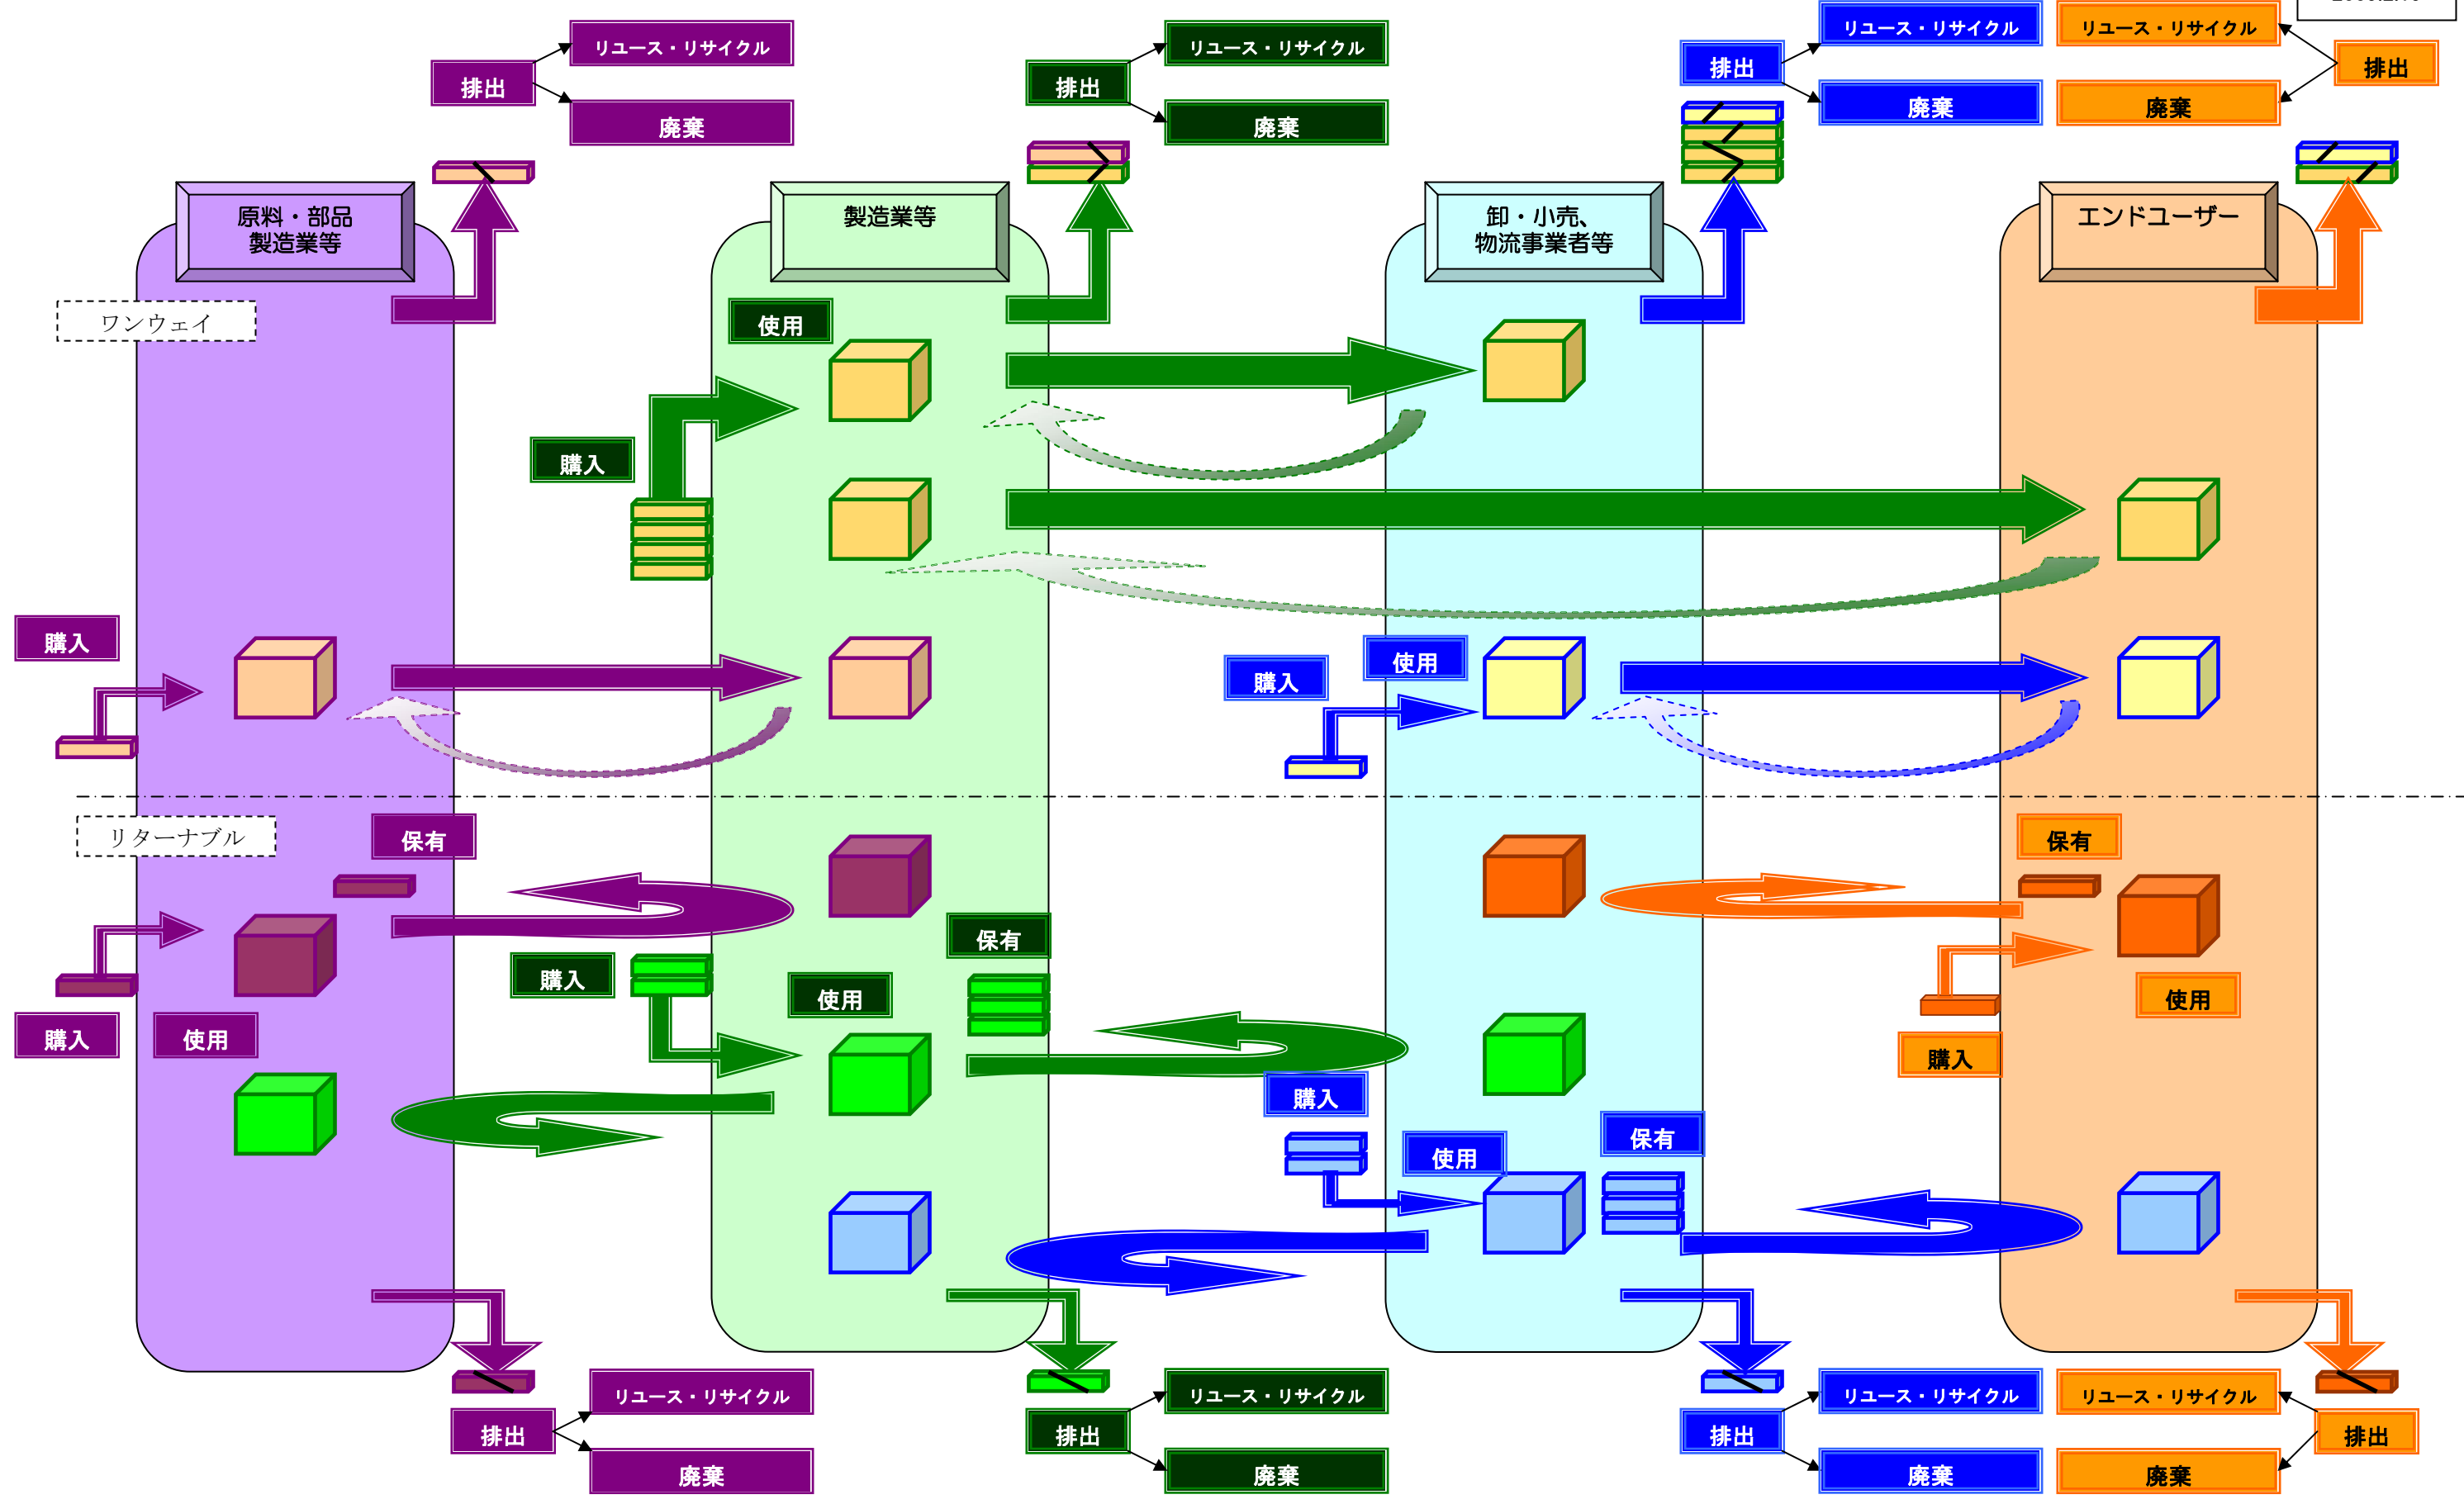 リユース・リサイクル
排出
廃棄
リユース・リサイクル
排出
廃棄
リユース・リサイクル
排出
廃棄
リユース・リサイクル
排出
廃棄
原料・部品
製造業等
製造業等
卸・小売、
物流事業者等
エンドユーザー
ワンウェイ
使用
購入
購入
購入
使用
リターナブル
保有
保有
購入
保有
使用
使用
購入
使用
購入
購入
保有
使用
リユース・リサイクル
排出
廃棄
リユース・リサイクル
排出
廃棄
リユース・リサイクル
排出
廃棄
リユース・リサイクル
排出
廃棄